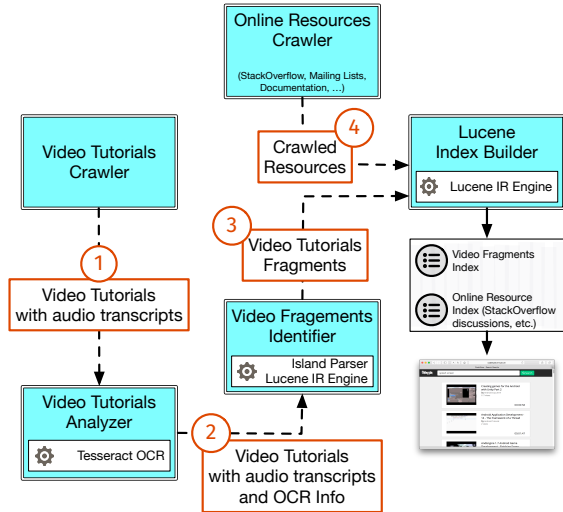 Online Resources
Crawler
(StackOverflow, Mailing Lists,
Documentation, ...)
4
Crawled
Resources
Lucene
Index Builder
Lucene IR Engine
Video Tutorials
Crawler
3
Video Tutorials
Fragments
1
Video Tutorials
with audio transcripts
Video Fragments
Index
Online Resource
Index (StackOverflow
discussions, etc.)
Video Fragements
Identifier
Island Parser
Lucene IR Engine
Video Tutorials
Analyzer
Tesseract OCR
2
Video Tutorials
with audio transcripts
and OCR Info